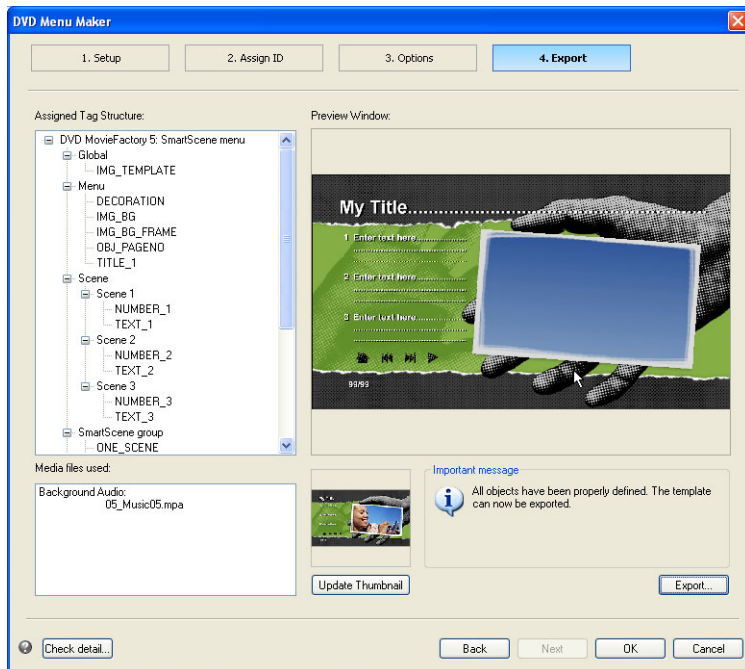 DVD Menu Maker
1. Setup
2. Assign ID
3. Options
4. Export
Assigned Tag Structure:
DVD MovieFactory 5: SmartScene menu
Global
IMG_TEMPLATE
Menu
DECORATION
IMG_BG
IMG_BG_FRAME
OBJ_PAGENO
TITLE_1
Scene
Scene 1
NUMBER_1
TEXT_1
Scene 2
NUMBER_2
TEXT_2
Scene 3
NUMBER_3
TEXT_3
SmartScene group
ONE_SCENE
Preview Window:
My Title
1 Enter text here
2 Enter text here
3 Enter text here
99/99
Media files used:
Background Audio:
05_Music05.mpa
Update Thumbnail
Important message
All objects have been properly defined. The template
can now be exported.
Export...
Check detail...
Back
Next
OK
Cancel